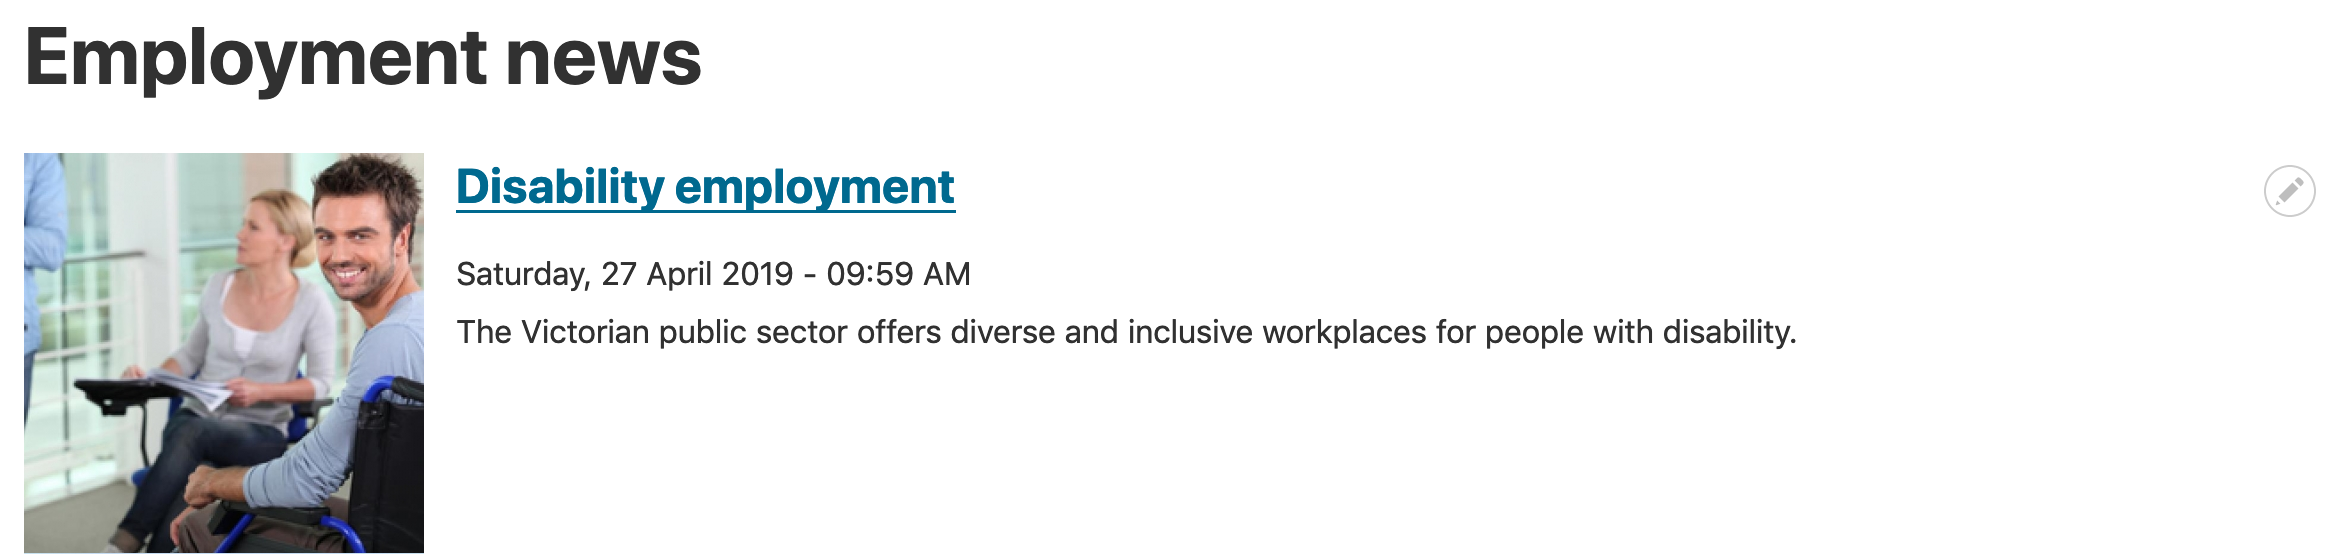 Employment news
Disability employment
Saturday, 27 April 2019 - 09:59 AM
The Victorian public sector offers diverse and inclusive workplaces for people with disability.